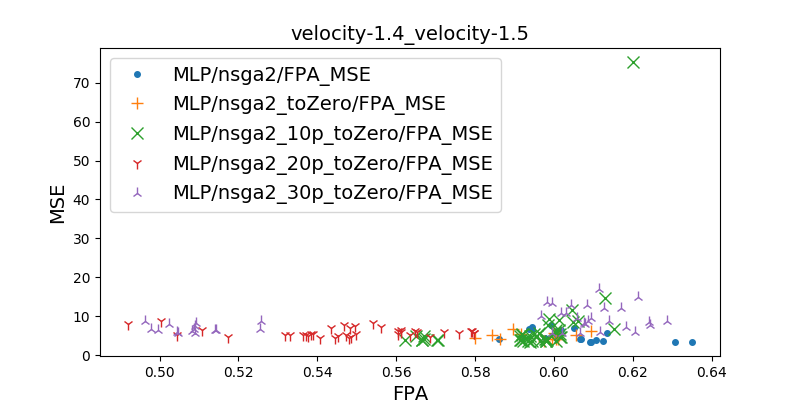 velocity-1.4_velocity-1.5
MLP/nsga2/FPA_MSE
MLP/nsga2_toZero/FPA_MSE
MLP/nsga2_10p_toZero/FPA_MSE
MLP/nsga2_20p_toZero/FPA_MSE
MLP/nsga2_30p_toZero/FPA_MSE
MSE
70
60
50
40
30
20
10
0
0.50 0.52 0.54 0.56 0.58 0.60 0.62 0.64
FPA